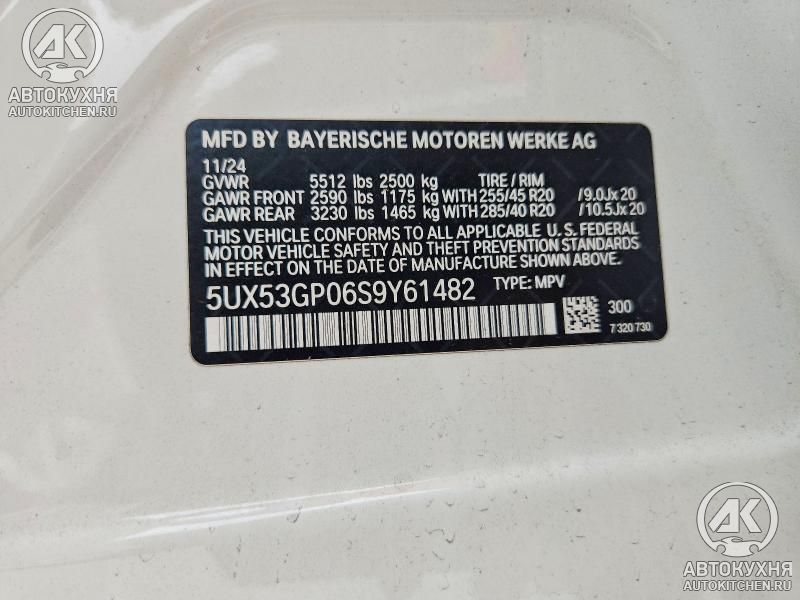 AK
АВТОКУХНЯ
AUTOKITCHEN.RU
MFD BY BAYERISCHE MOTOREN WERKE AG
11/24
GVWR 5512 lbs 2500 kg TIRE / RIM
GAWR FRONT 2590 lbs 1175 kg WITH 255/45 R20 /9.0Jx20
GAWR REAR 3230 lbs 1465 kg WITH 285/40 R20 /10.5Jx20
THIS VEHICLE CONFORMS TO ALL APPLICABLE U.S. FEDERAL
MOTOR VEHICLE SAFETY AND THEFT PREVENTION STANDARDS
IN EFFECT ON THE DATE OF MANUFACTURE SHOWN ABOVE.
5UX53GP06S9Y61482 TYPE: MPV
300
7 320 730
AK
АВТОКУХНЯ
AUTOKITCHEN.RU